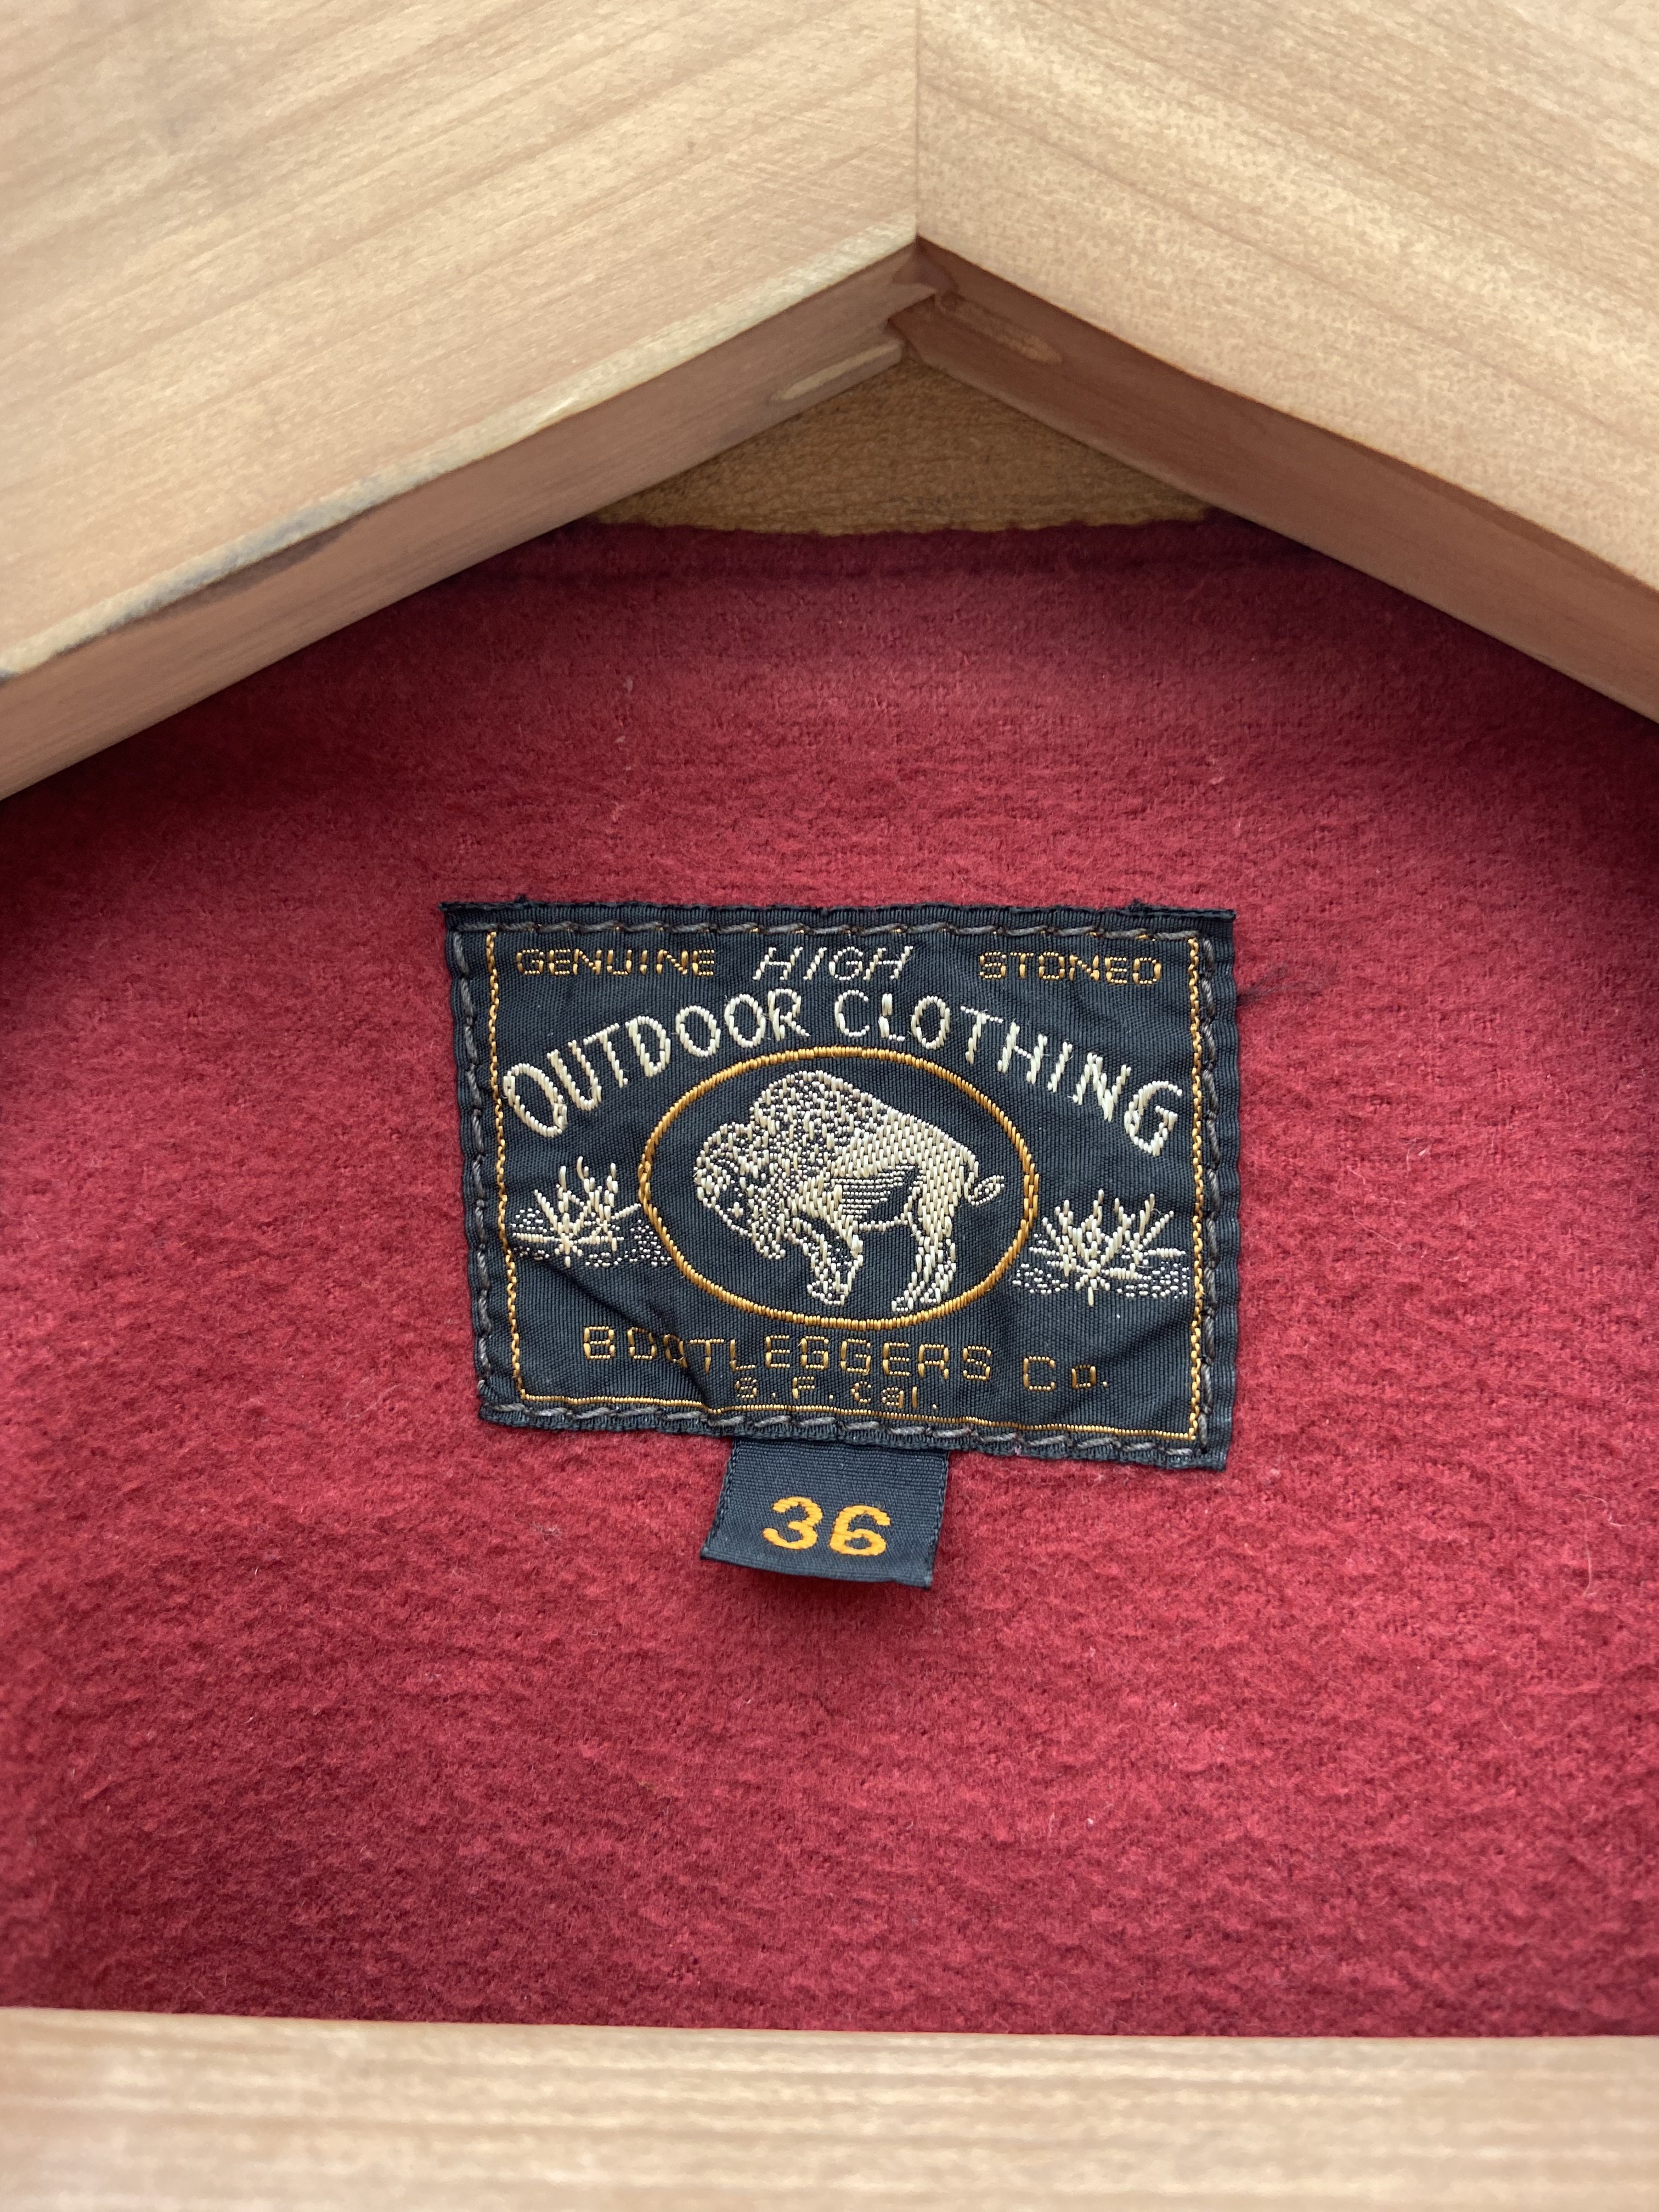 GENUINE HIGH STONED
OUTDOOR CLOTHING
BOOTLEGGERS Co.
S.F.Cal.
36